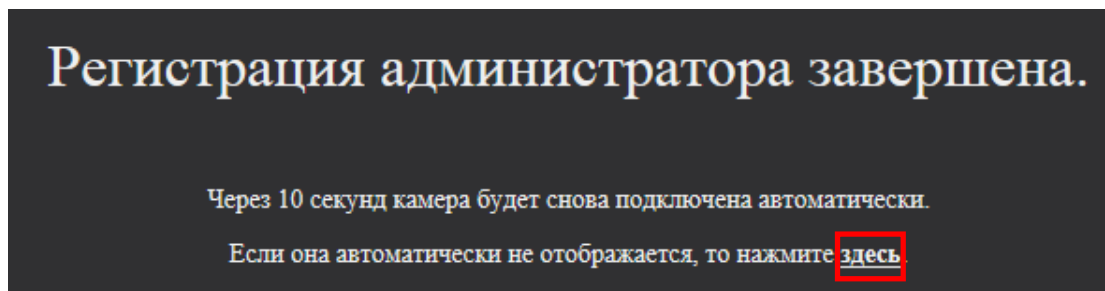 Регистрация администратора завершена.
Через 10 секунд камера будет снова подключена автоматически.
Если она автоматически не отображается, то нажмите здесь.